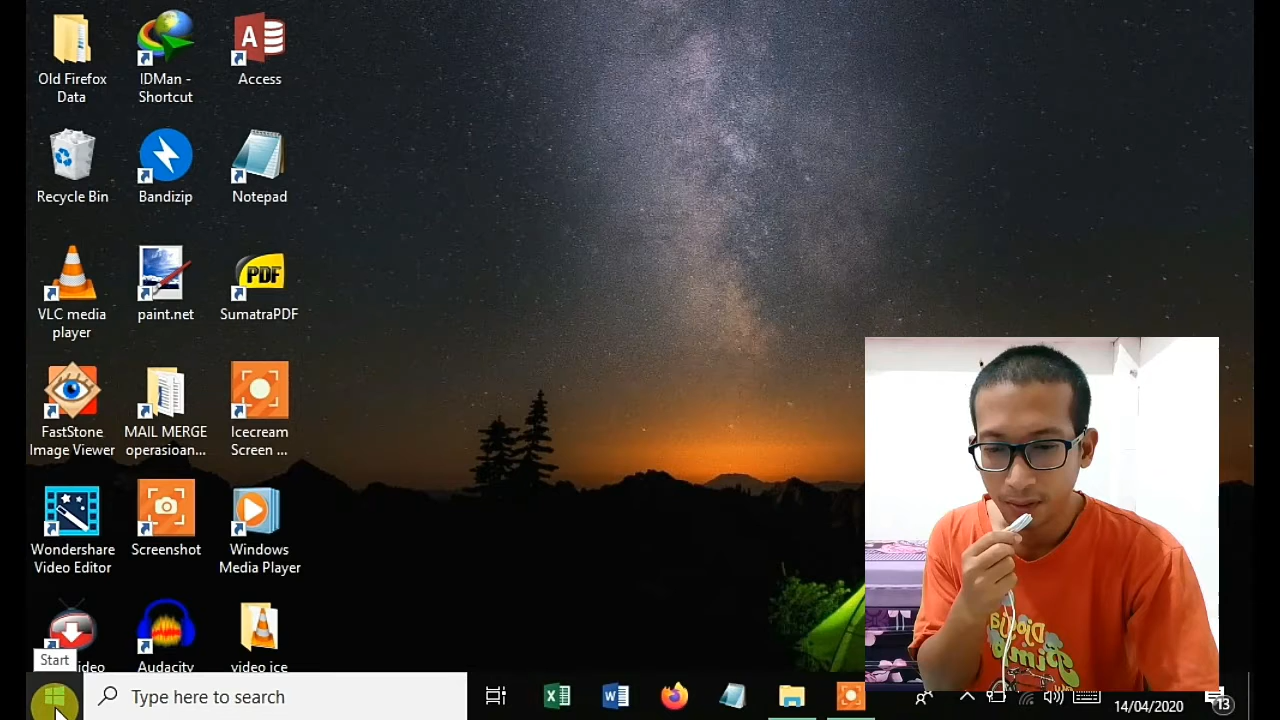 Old Firefox
Data
IDMan -
Shortcut
Access
Recycle Bin
Bandizip
Notepad
VLC media
player
paint.net
PDF
SumatraPDF
FastStone
Image Viewer
MAIL MERGE
operasioan...
Icecream
Screen ...
Wondershare
Video Editor
Screenshot
Windows
Media Player
Start
ideo
Audacity
video ice
Type here to search
14/04/2020
13
Djogja